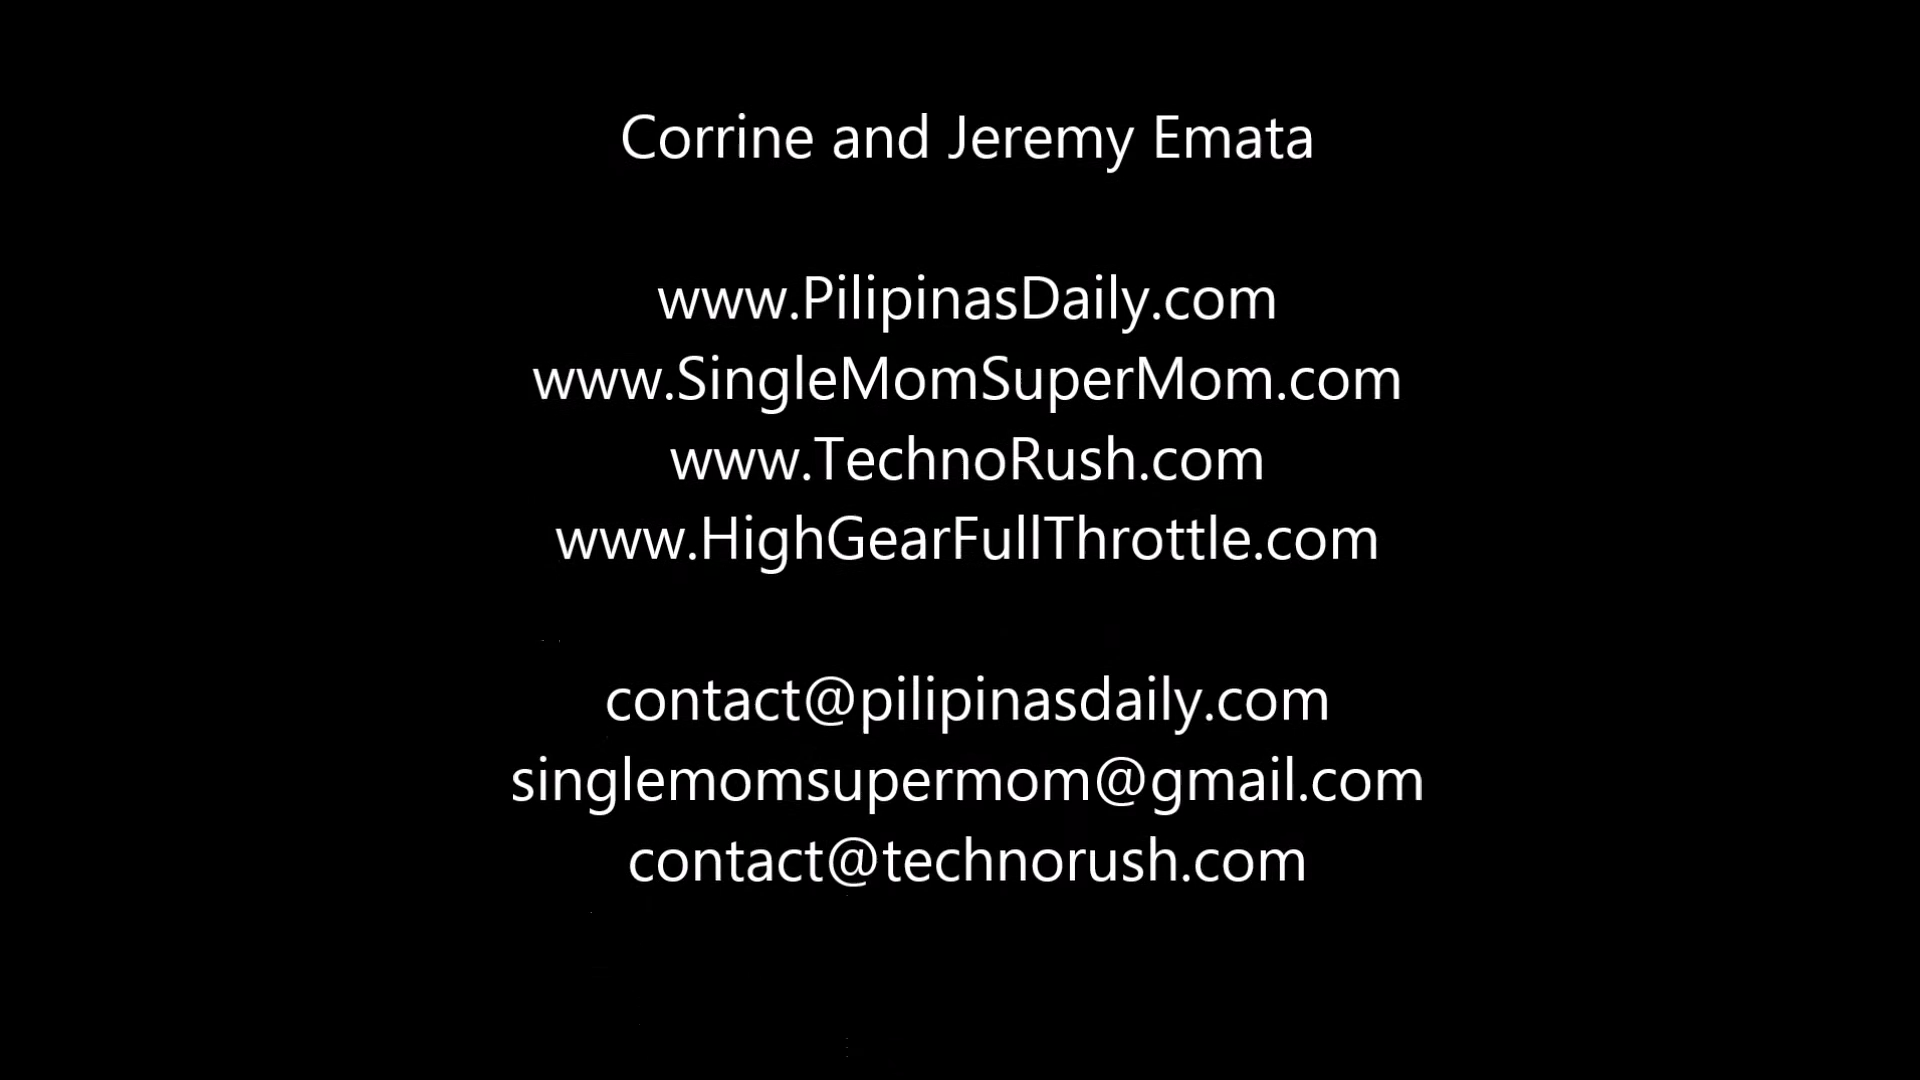 Corrine and Jeremy Emata
www.PilipinasDaily.com
www.SingleMomSuperMom.com
www.TechnoRush.com
www.HighGearFullThrottle.com
contact@pilipinasdaily.com
singlemomsupermom@gmail.com
contact@technorush.com